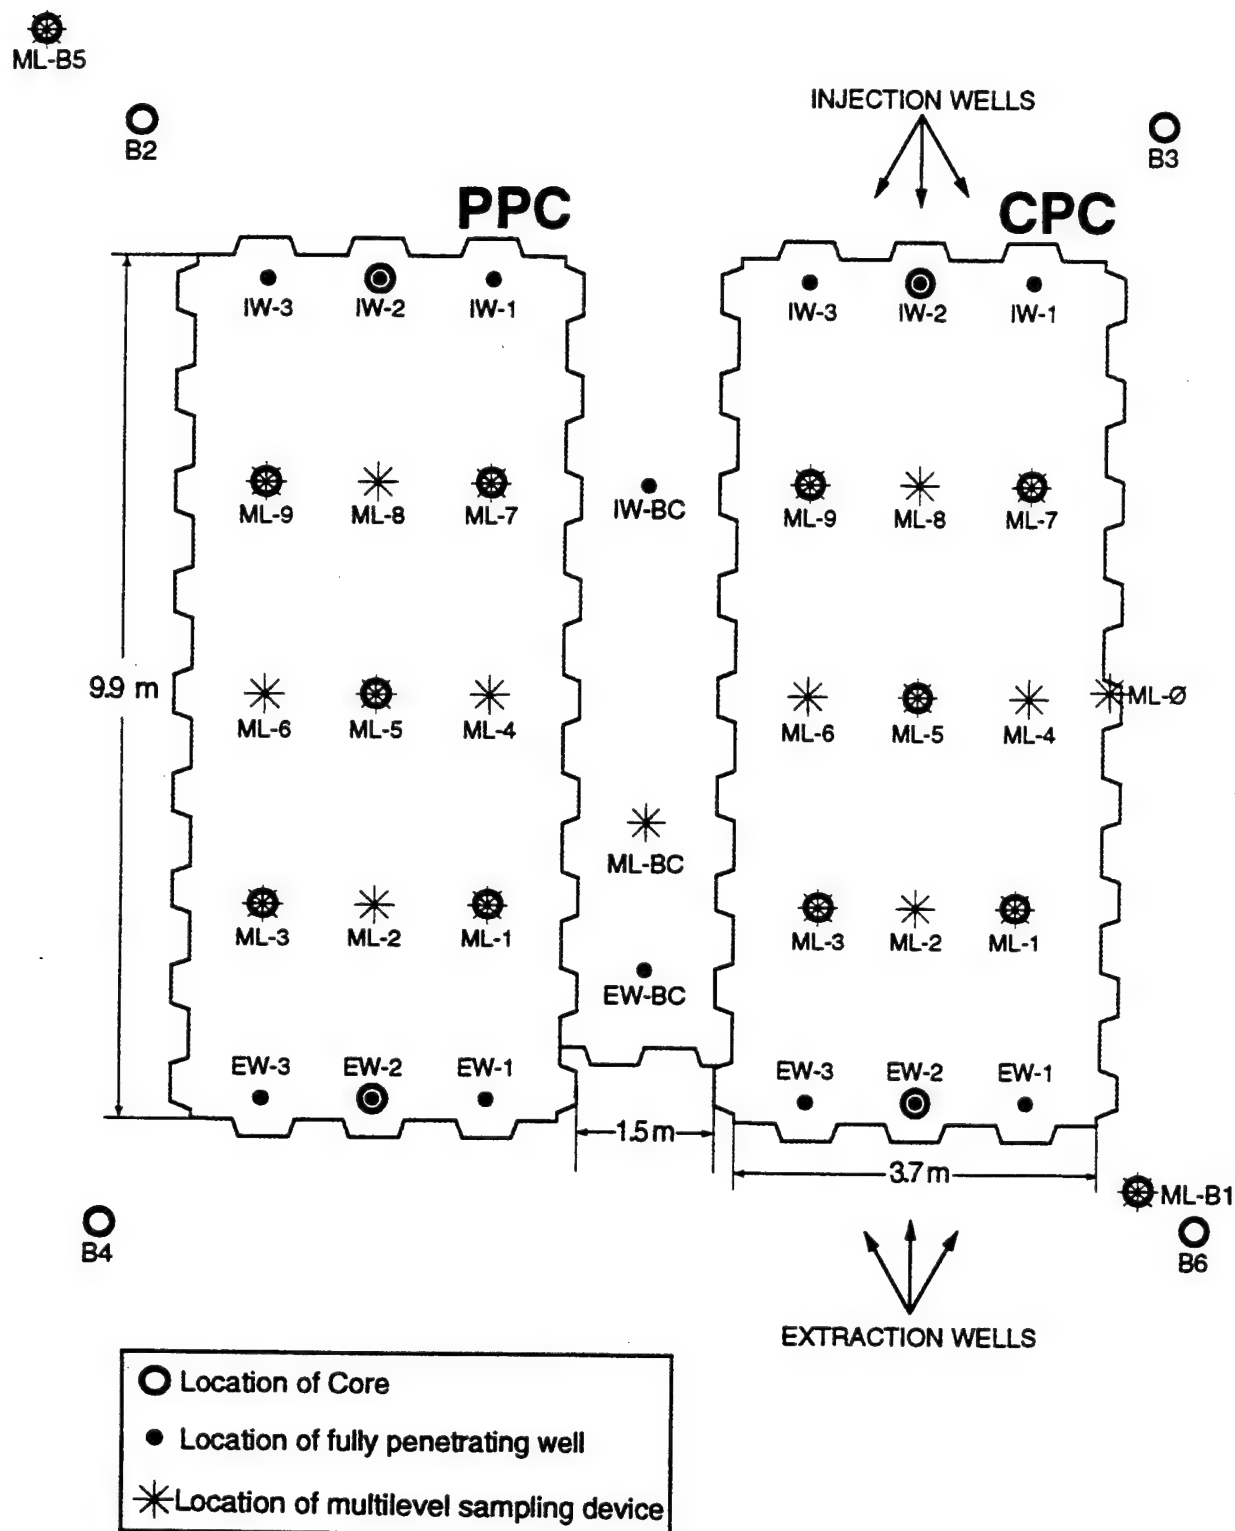 ML-B5
B2
INJECTION WELLS
B3
PPC
CPC
IW-3 IW-2 IW-1
IW-3 IW-2 IW-1
ML-9 ML-8 ML-7
IW-BC
ML-9 ML-8 ML-7
9.9 m
ML-6 ML-5 ML-4
ML-6 ML-5 ML-4
ML-Ø
ML-BC
ML-3 ML-2 ML-1
ML-3 ML-2 ML-1
EW-BC
EW-3 EW-2 EW-1
EW-3 EW-2 EW-1
1.5 m
3.7 m
ML-B1
B4
B6
EXTRACTION WELLS
Location of Core
Location of fully penetrating well
Location of multilevel sampling device